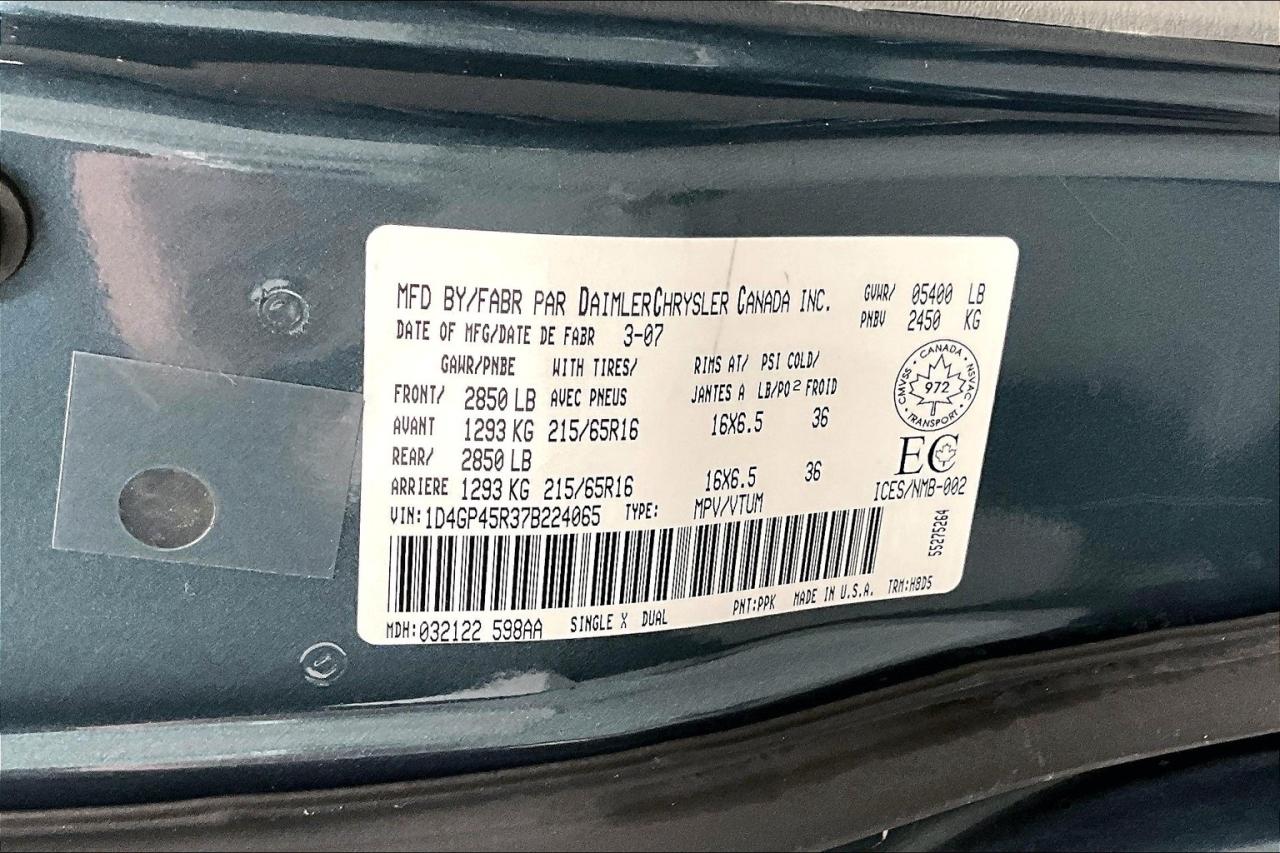 MFD BY/FABR PAR DAIMLERCHRYSLER CANADA INC. GVWR/ 05400 LB
PNBV 2450 KG
DATE OF MFG/DATE DE FABR 3-07
GAWR/PNBE WITH TIRES/ RIMS AT/ PSI COLD/
FRONT/ 2850 LB AVEC PNEUS JANTES A LB/PO² FROID
AVANT 1293 KG 215/65R16 16X6.5 36
REAR/ 2850 LB
ARRIERE 1293 KG 215/65R16 16X6.5 36
VIN: 1D4GP45R37B224065 TYPE: MPV/VTUM
CANADA
CMVSS 972 NSVAC
TRANSPORT
EC
ICES/NMB-002
55275264
MDH: 032122 598AA SINGLE X DUAL PNT:PPK MADE IN U.S.A. TRM:H8D5